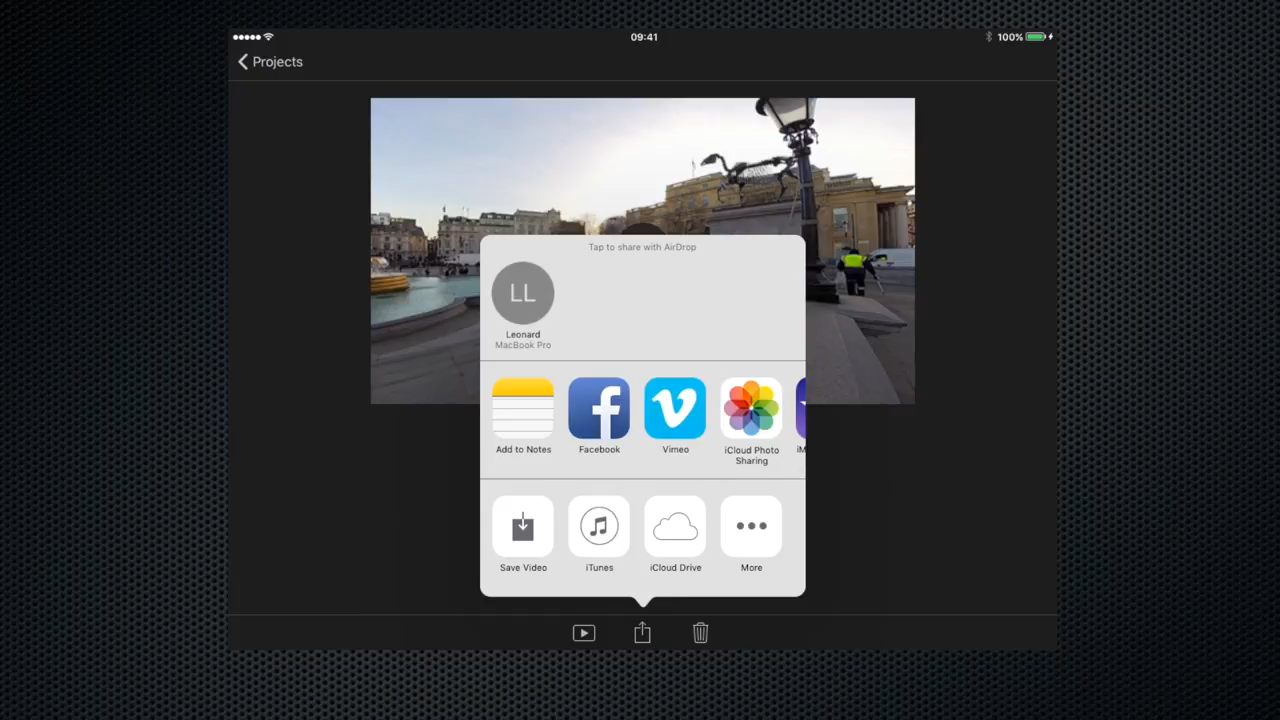 09:41
100%
Projects
Tap to share with AirDrop
LL
Leonard
MacBook Pro
Add to Notes
Facebook
Vimeo
iCloud Photo
Sharing
iM
Save Video
iTunes
iCloud Drive
More